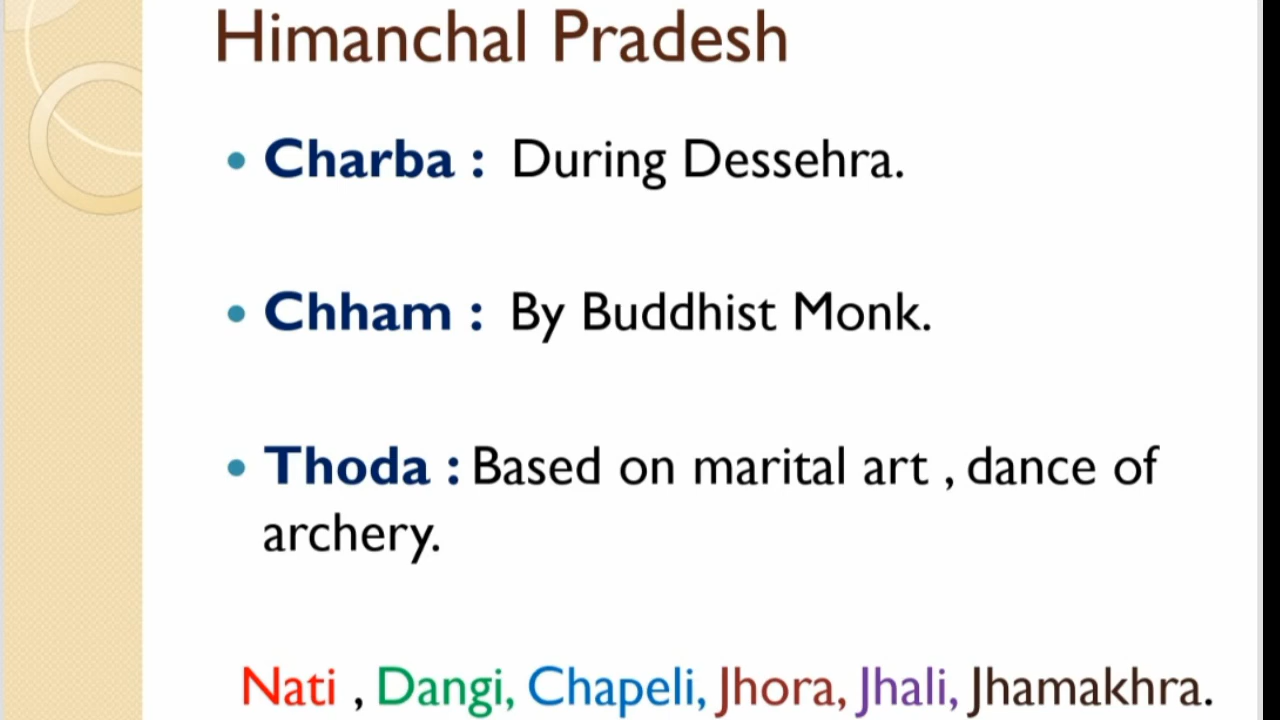 Himanchal Pradesh
• Charba : During Dessehra.
• Chham : By Buddhist Monk.
• Thoda : Based on marital art , dance of
archery.
Nati , Dangi, Chapeli, Jhora, Jhali, Jhamakhra.